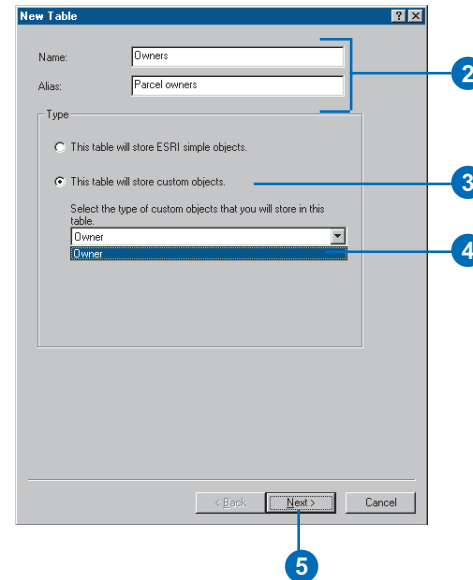 New Table
? ×
Name: Owners
2
Alias: Parcel owners
Type
This table will store ESRI simple objects.
This table will store custom objects.
3
Select the type of custom objects that you will store in this
table.
Owner
Owner
4
< Back Next > Cancel
5